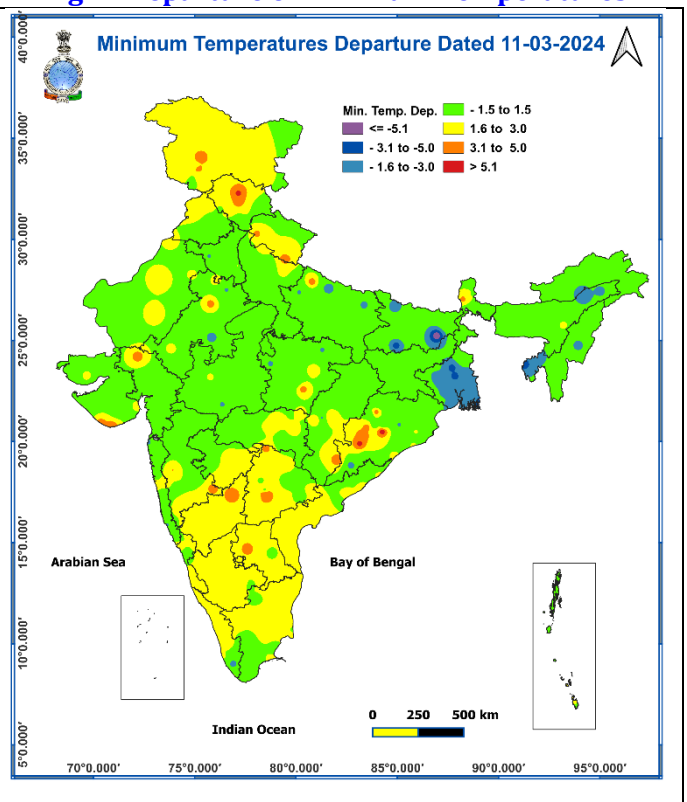 Minimum Temperatures Departure Dated 11-03-2024
Min. Temp. Dep.
<= -5.1
- 3.1 to -5.0
- 1.6 to -3.0
- 1.5 to 1.5
1.6 to 3.0
3.1 to 5.0
> 5.1
40°0.000'
35°0.000'
30°0.000'
25°0.000'
20°0.000'
15°0.000'
10°0.000'
5°0.000'
Arabian Sea
Bay of Bengal
Indian Ocean
0 250 500 km
70°0.000' 75°0.000' 80°0.000' 85°0.000' 90°0.000' 95°0.000'